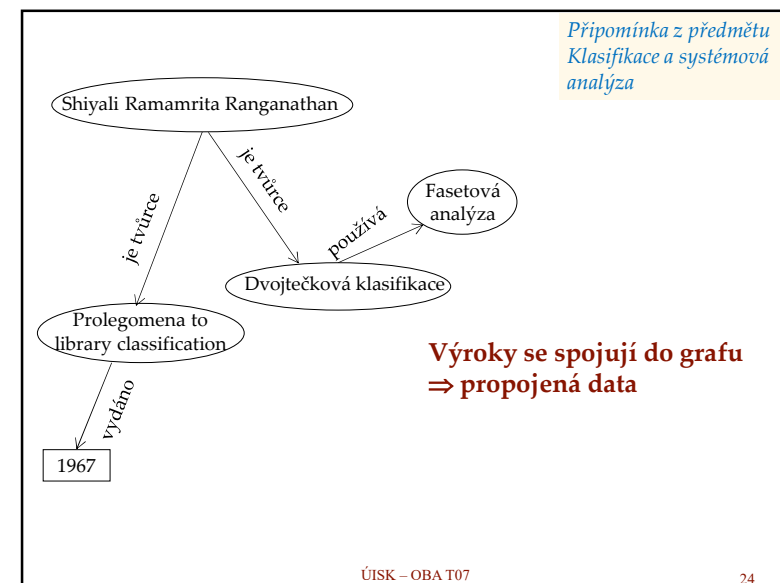 Připomínka z předmětu
Klasifikace a systémová
analýza
Shiyali Ramamrita Ranganathan
je tvůrce
je tvůrce
používá
Fasetová
analýza
Dvojtečková klasifikace
Prolegomena to
library classification
Výroky se spojují do grafu
⇒ propojená data
vydáno
1967
ÚISK – OBA T07
24